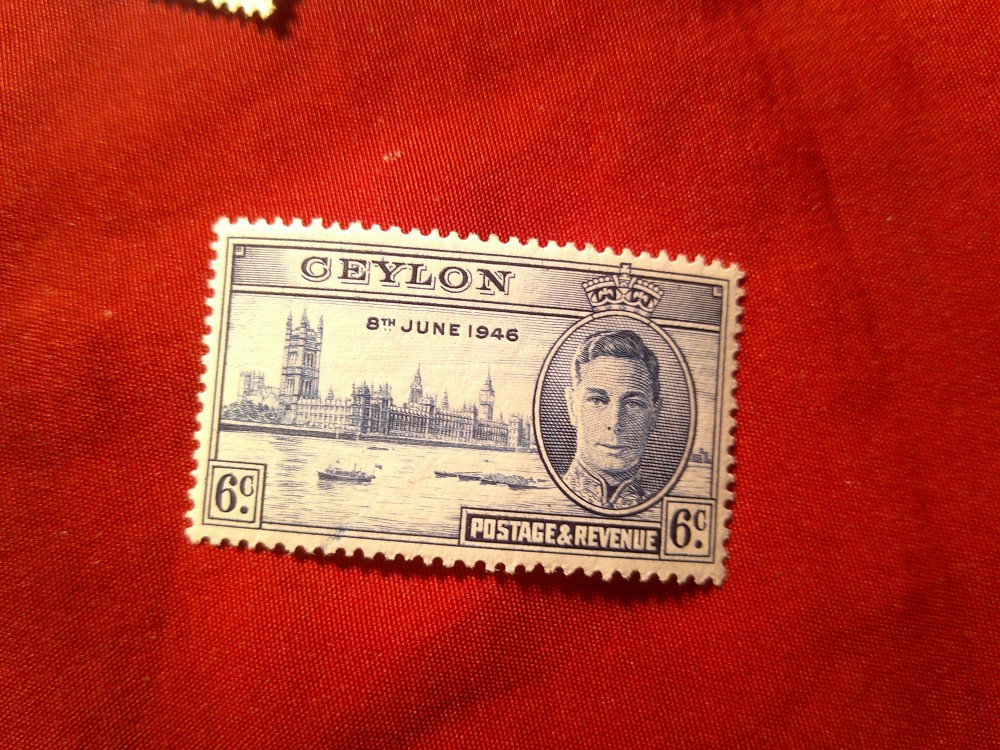 CEYLON
8TH JUNE 1946
6c.
POSTAGE & REVENUE
6c.